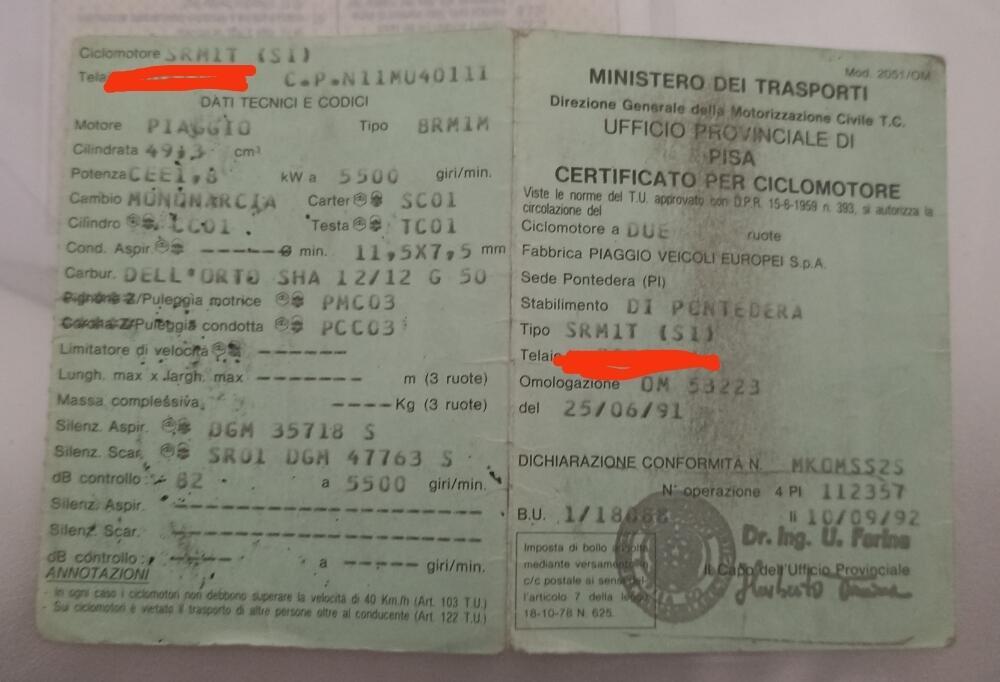 Ciclomotore SRM1T (SI)
Telai C.P.N11MU40111
DATI TECNICI E CODICI
Motore PIAGGIO Tipo BRM1M
Cilindrata 49,3 cm³
Potenza CEE1,8 kW a 5500 giri/min.
Cambio MONOMARCIA Carter SC01
Cilindro CC01 Testa TC01
Cond. Aspir. ------ø min. 11,5X7,5 mm
Carbur. DELL'ORTO SHA 12/12 G 50
Pignone Z/Puleggia motrice PMC03
Corona Z/Puleggia condotta PCC03
Limitatore di velocità -------
Lungh. max x largh. max ------- m (3 ruote)
Massa complessiva ---- Kg (3 ruote)
Silenz. Aspir. DGM 35718 S
Silenz. Scar. SR01 DGM 47763 S
dB controllo: 82 a 5500 giri/min.
Silenz. Aspir.
Silenz. Scar.
dB controllo: ----- a ----- giri/min.
ANNOTAZIONI
In ogni caso i ciclomotori non debbono superare la velocità di 40 Km/h (Art. 103 T.U.)
Sui ciclomotori è vietato il trasporto di altre persone oltre al conducente (Art. 122 T.U.)
Mod. 2051/OM
MINISTERO DEI TRASPORTI
Direzione Generale della Motorizzazione Civile T.C.
UFFICIO PROVINCIALE DI
PISA
CERTIFICATO PER CICLOMOTORE
Viste le norme del T.U. approvato con D.P.R. 15-6-1959 n. 393, si autorizza la
circolazione del
Ciclomotore a DUE ruote
Fabbrica PIAGGIO VEICOLI EUROPEI S.p.A.
Sede Pontedera (PI)
Stabilimento DI PONTEDERA
Tipo SRM1T (SI)
Telaio
Omologazione OM 53223
del 25/06/91
DICHIARAZIONE CONFORMITÀ N. MKOMSS2S
N° operazione 4 PI 112357
B.U. 1/18088 li 10/09/92
Dr. Ing. U. Farina
Il Capo dell'Ufficio Provinciale
Imposta di bollo assolta
mediante versamento in
c/c postale ai sensi del-
l'articolo 7 della legge
18-10-78 N. 625.